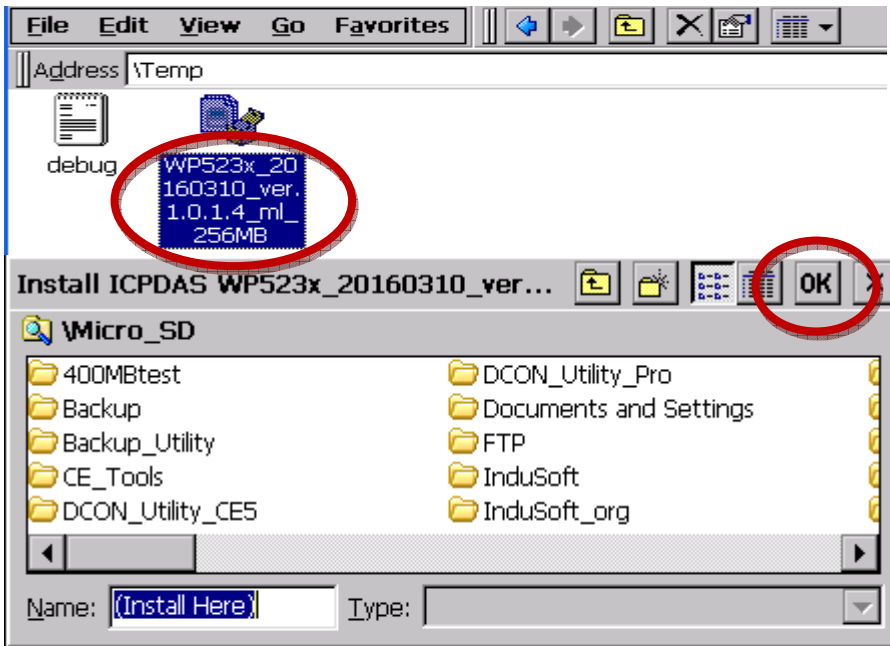 File Edit View Go Favorites
Address \Temp
debug
WP523x_20
160310_ver.
1.0.1.4_ml_
256MB
Install ICPDAS WP523x_20160310_ver... OK
\Micro_SD
400MBtest DCON_Utility_Pro
Backup Documents and Settings
Backup_Utility FTP
CE_Tools InduSoft
DCON_Utility_CE5 InduSoft_org
Name: (Install Here) Type: